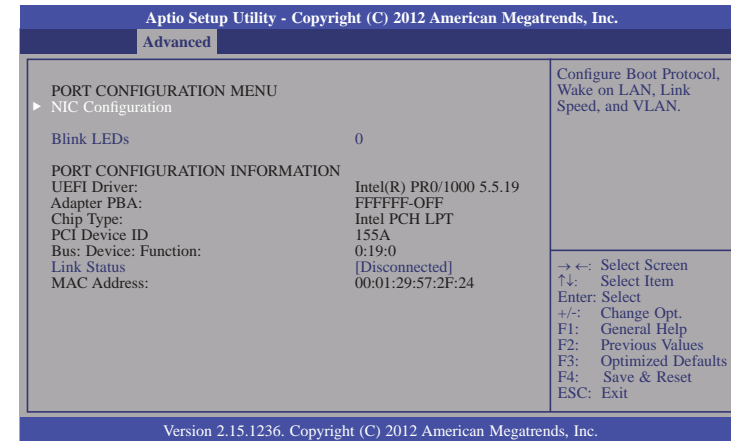 Aptio Setup Utility - Copyright (C) 2012 American Megatrends, Inc.
Advanced
PORT CONFIGURATION MENU
► NIC Configuration
Blink LEDs 0
PORT CONFIGURATION INFORMATION
UEFI Driver: Intel(R) PR0/1000 5.5.19
Adapter PBA: FFFFFF-OFF
Chip Type: Intel PCH LPT
PCI Device ID 155A
Bus: Device: Function: 0:19:0
Link Status [Disconnected]
MAC Address: 00:01:29:57:2F:24
Configure Boot Protocol,
Wake on LAN, Link
Speed, and VLAN.
→ ←: Select Screen
↑↓: Select Item
Enter: Select
+/-: Change Opt.
F1: General Help
F2: Previous Values
F3: Optimized Defaults
F4: Save & Reset
ESC: Exit
Version 2.15.1236. Copyright (C) 2012 American Megatrends, Inc.